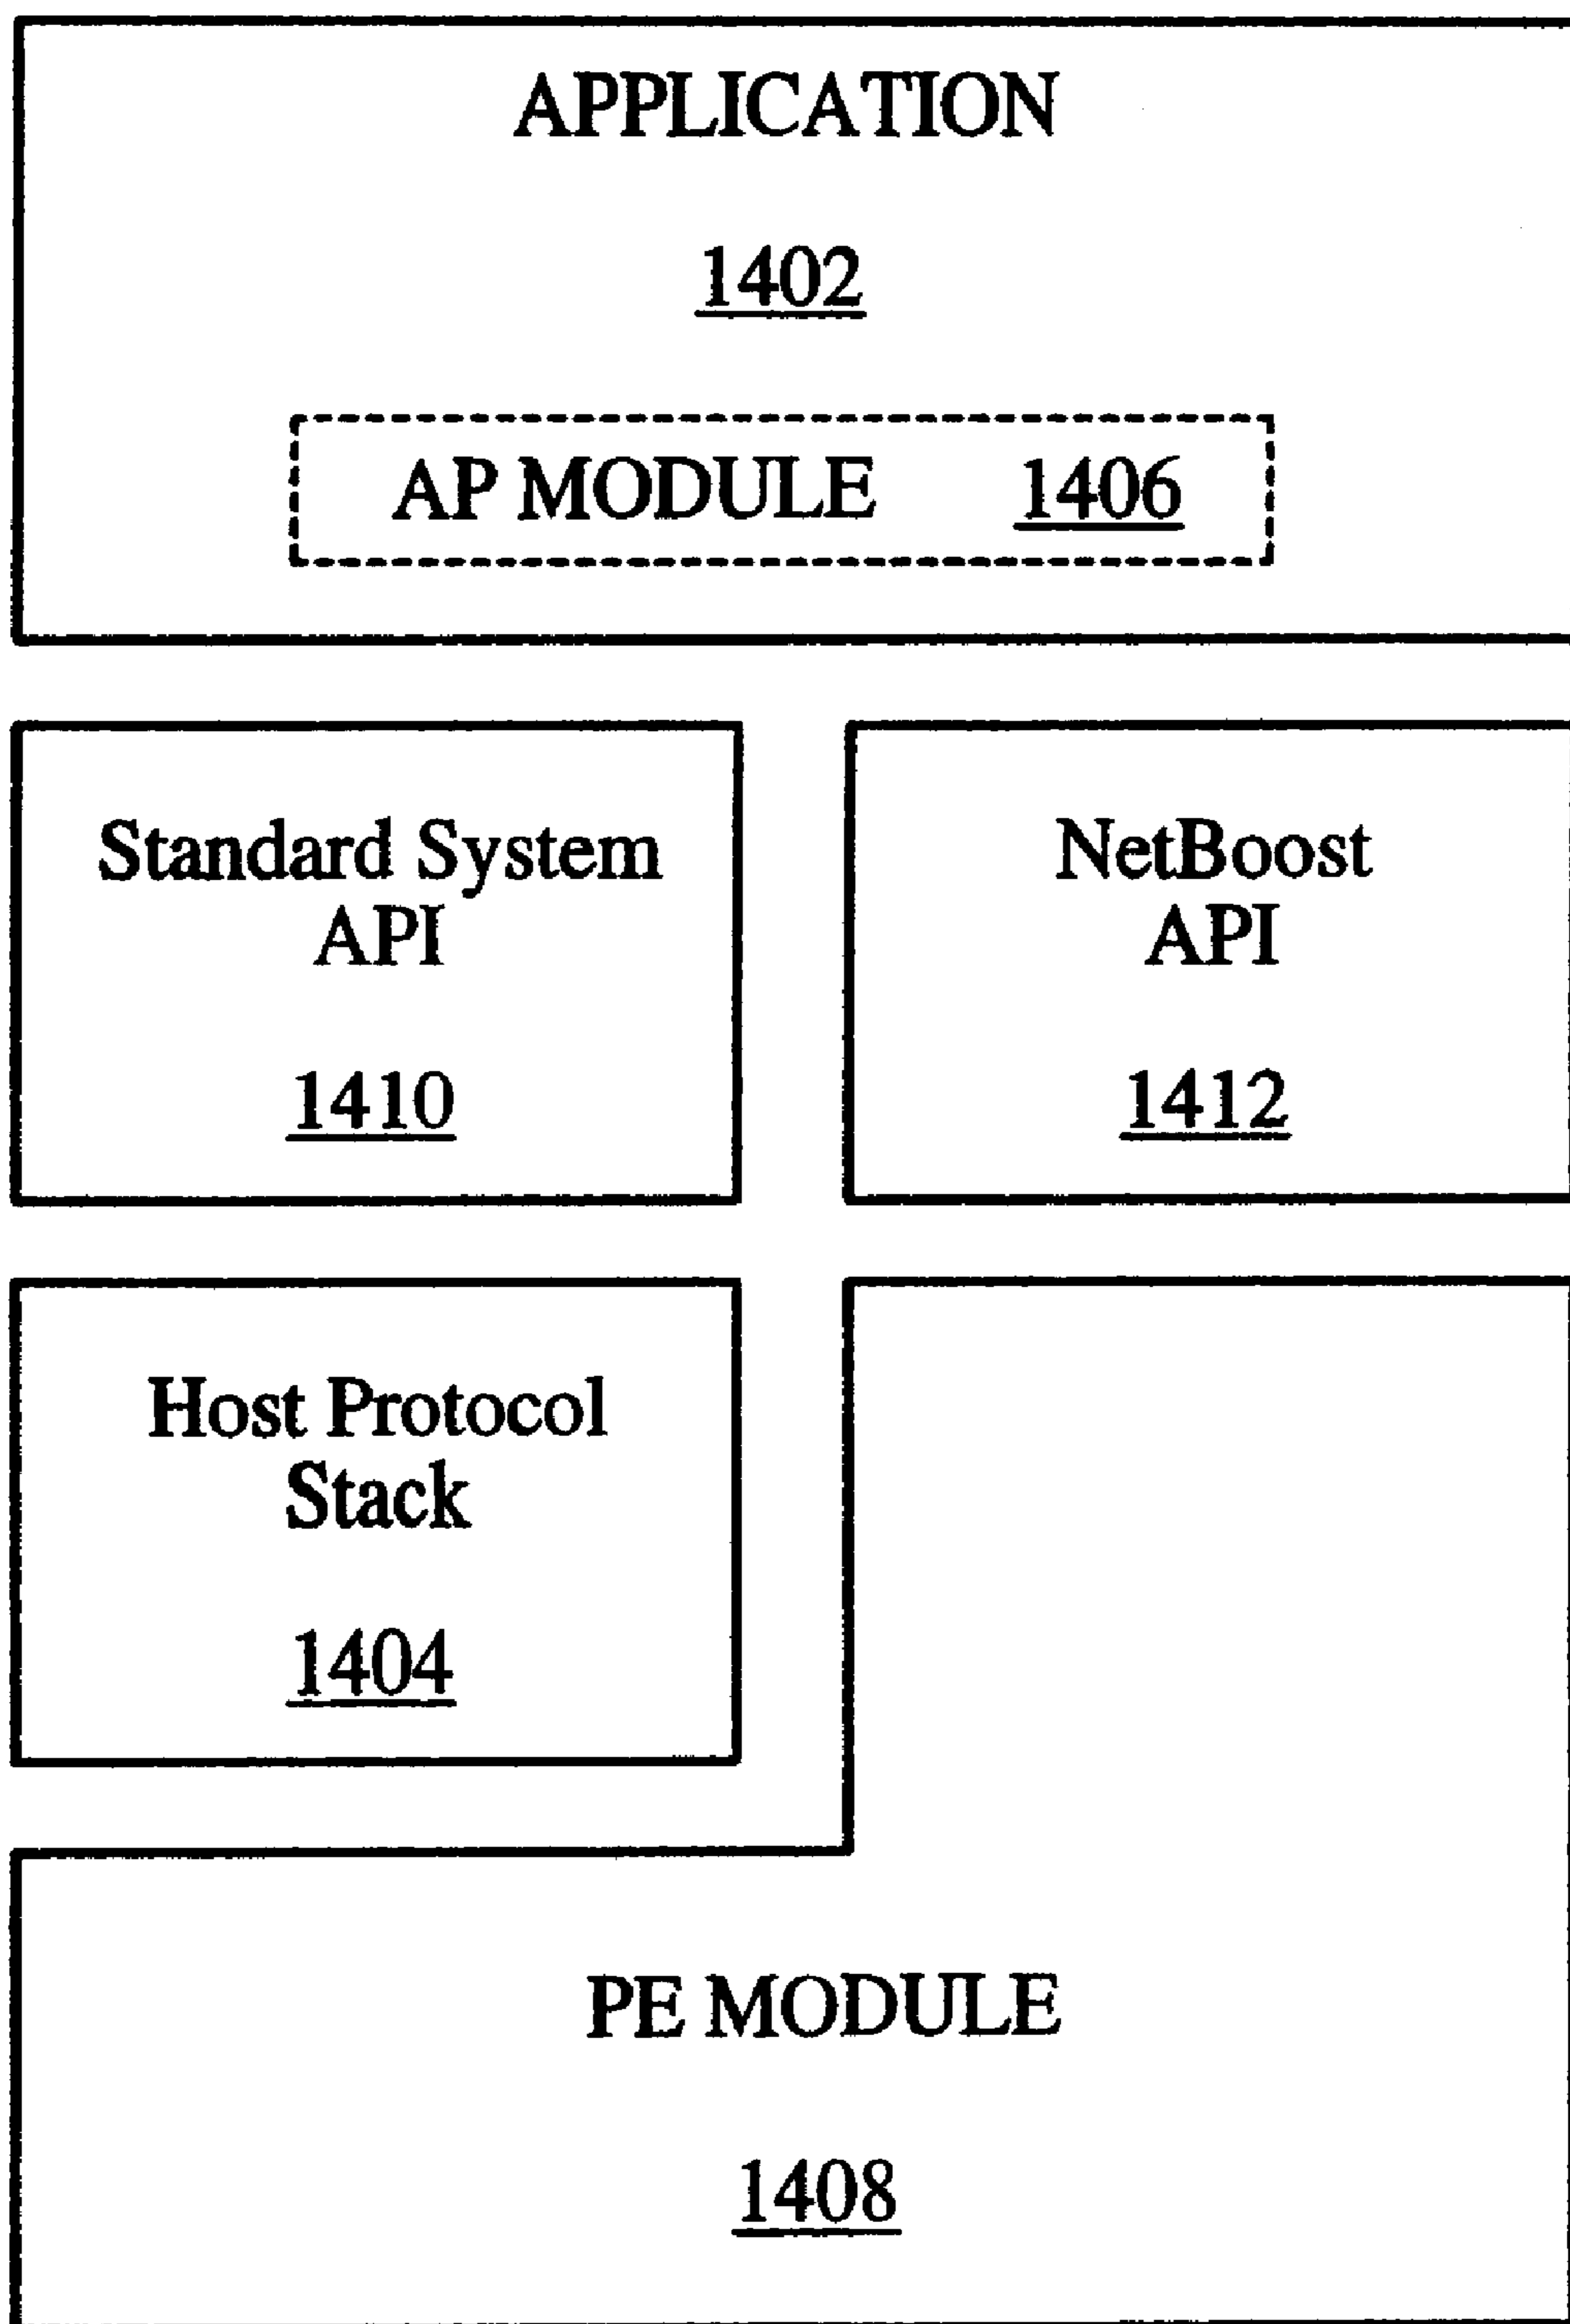 APPLICATION
1402
AP MODULE 1406
Standard System
API
1410
NetBoost
API
1412
Host Protocol
Stack
1404
PE MODULE
1408